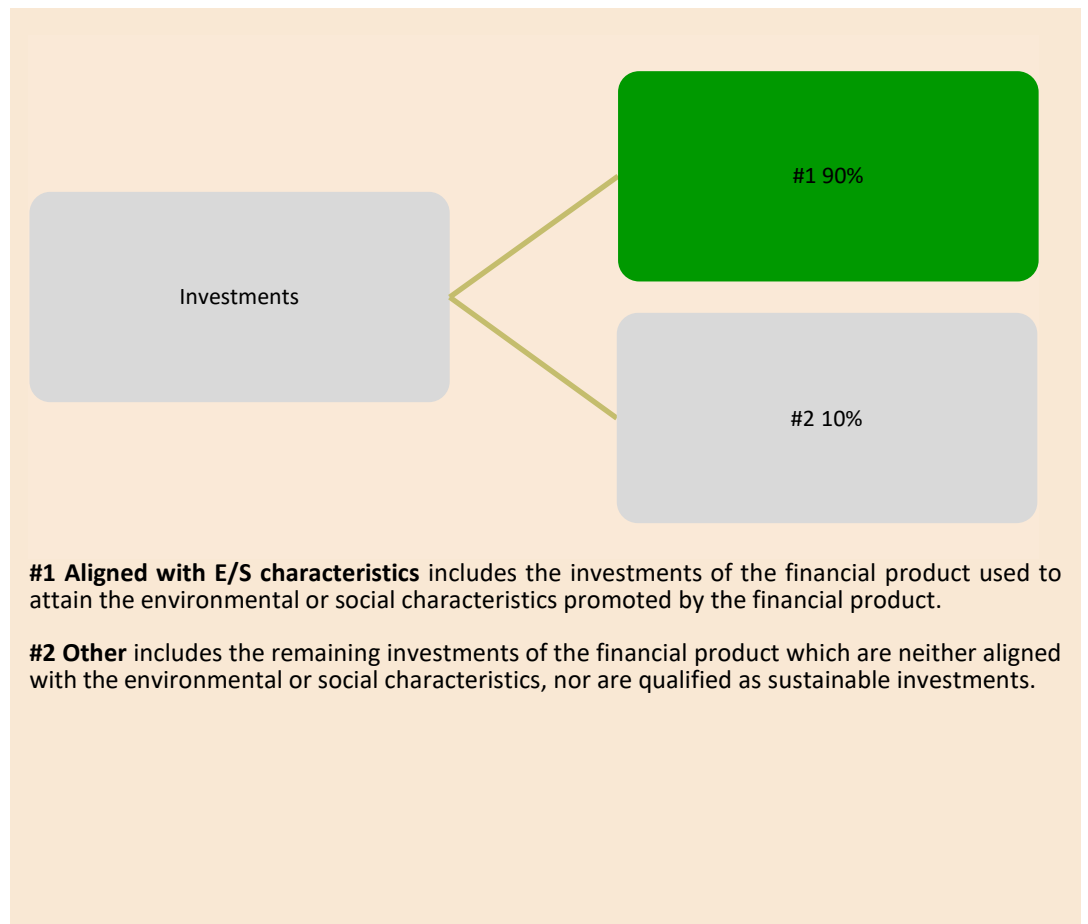 #1 90%
Investments
#2 10%
#1 Aligned with E/S characteristics includes the investments of the financial product used to
attain the environmental or social characteristics promoted by the financial product.
#2 Other includes the remaining investments of the financial product which are neither aligned
with the environmental or social characteristics, nor are qualified as sustainable investments.